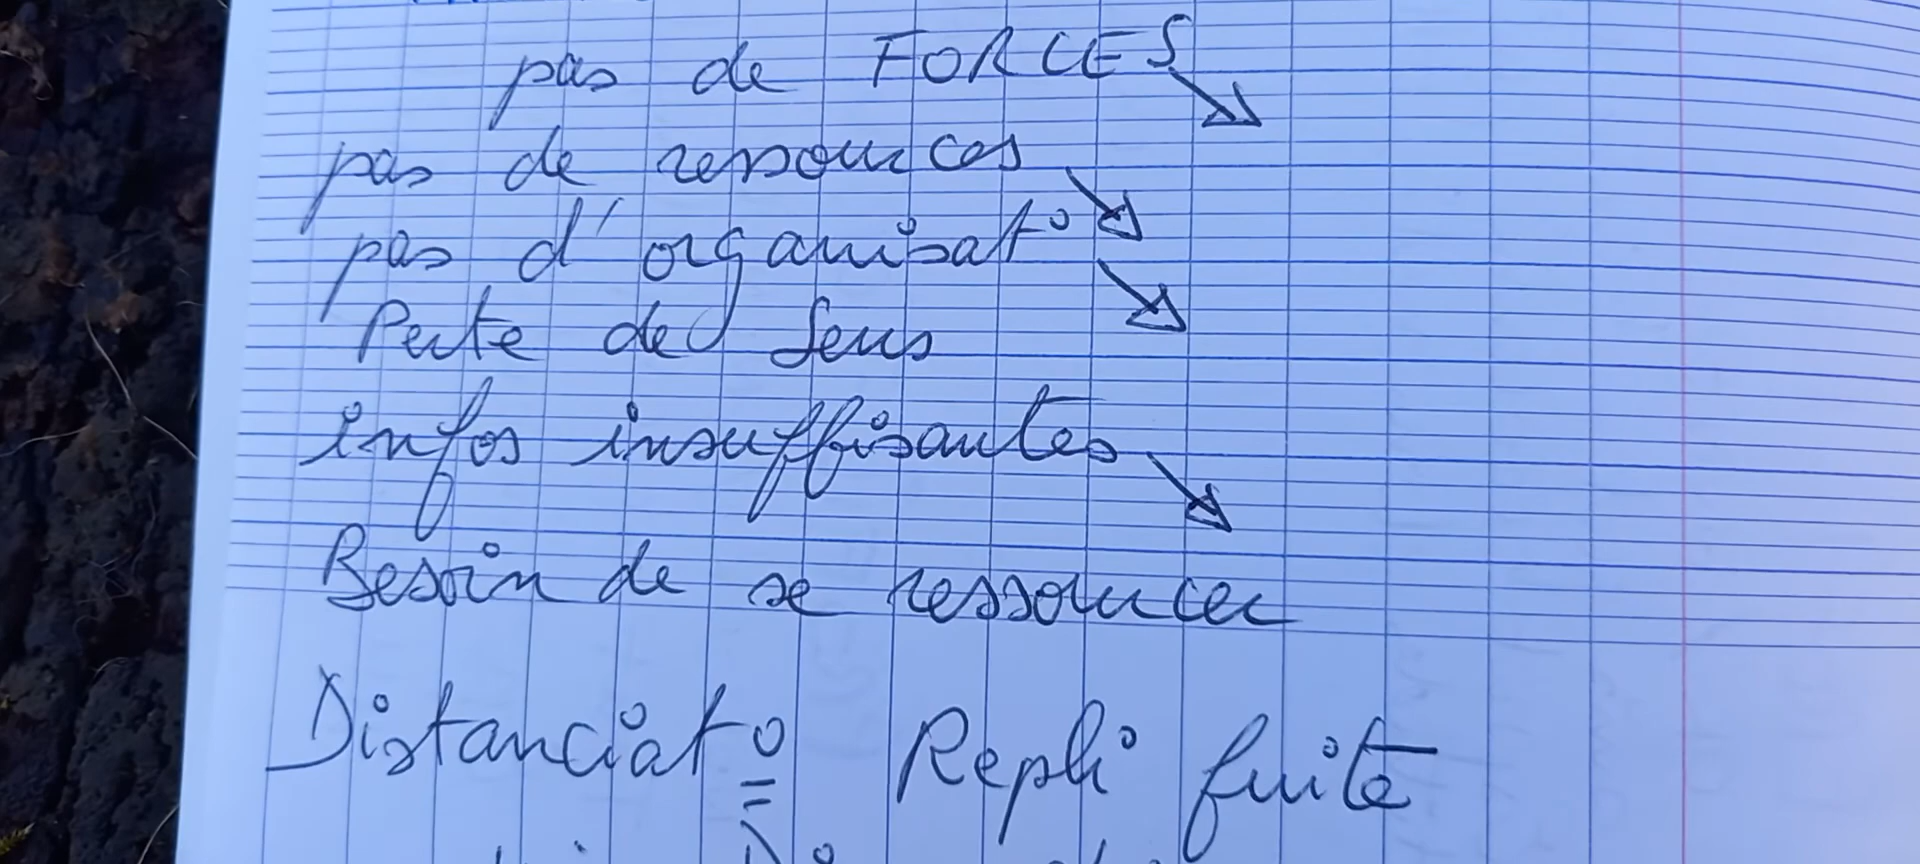 pas de FORCES ↘
pas de ressources ↘
pas d'organisat° ↘
Perte de Sens
infos insuffisantes ↘
Besoin de se ressourcer
Distanciat° Repli fuite